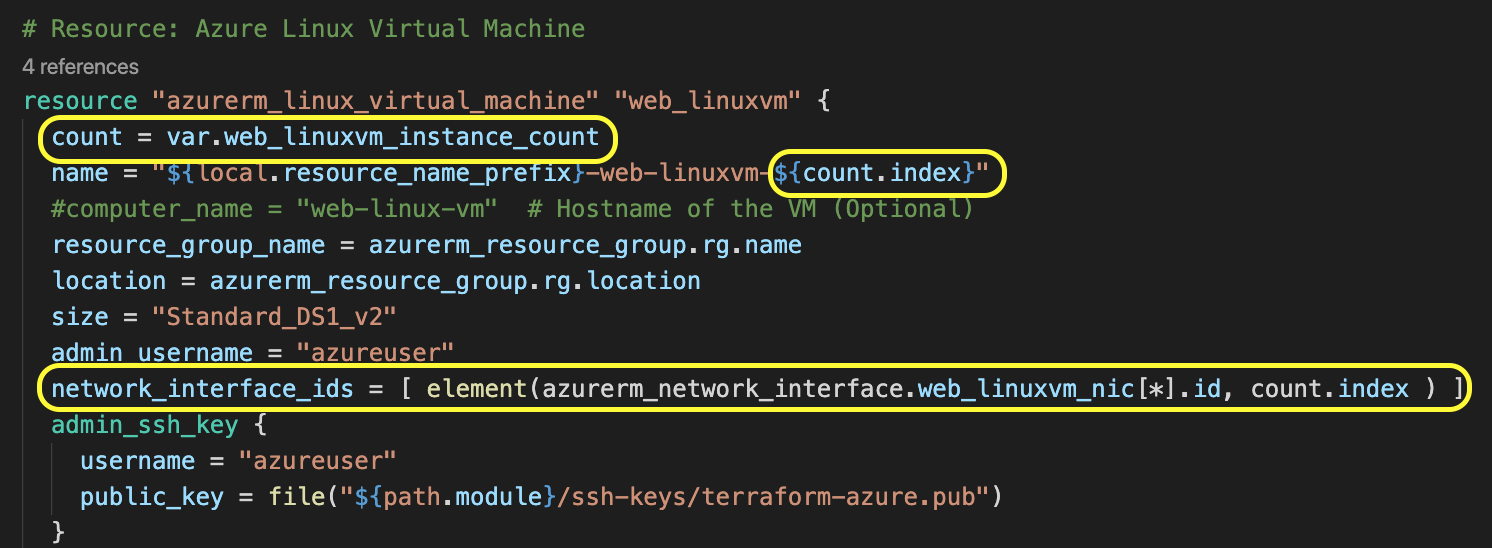 # Resource: Azure Linux Virtual Machine
4 references
resource "azurerm_linux_virtual_machine" "web_linuxvm" {
  count = var.web_linuxvm_instance_count
  name = "${local.resource_name_prefix}-web-linuxvm-${count.index}"
  #computer_name = "web-linux-vm"  # Hostname of the VM (Optional)
  resource_group_name = azurerm_resource_group.rg.name
  location = azurerm_resource_group.rg.location
  size = "Standard_DS1_v2"
  admin_username = "azureuser"
  network_interface_ids = [ element(azurerm_network_interface.web_linuxvm_nic[*].id, count.index ) ]
  admin_ssh_key {
    username = "azureuser"
    public_key = file("${path.module}/ssh-keys/terraform-azure.pub")
  }